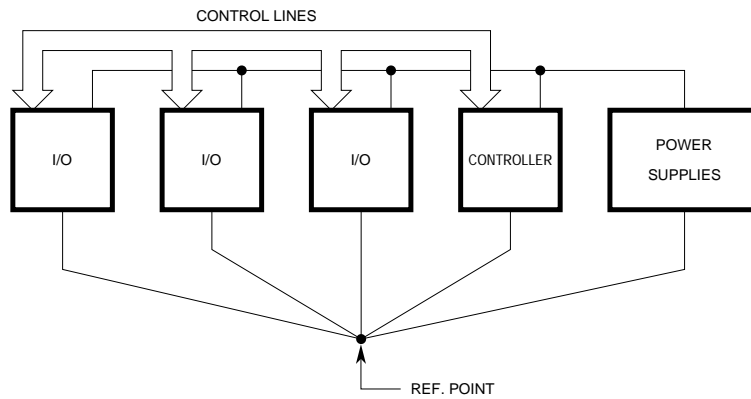 CONTROL LINES
I/O
I/O
I/O
CONTROLLER
POWER
SUPPLIES
REF. POINT